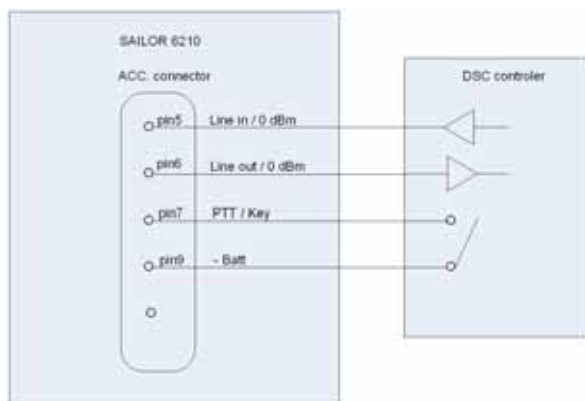 SAILOR 6210
ACC. connector
DSC controler
pin5 Line in / 0 dBm
pin6 Line out / 0 dBm
pin7 PTT / Key
pin9 - Batt